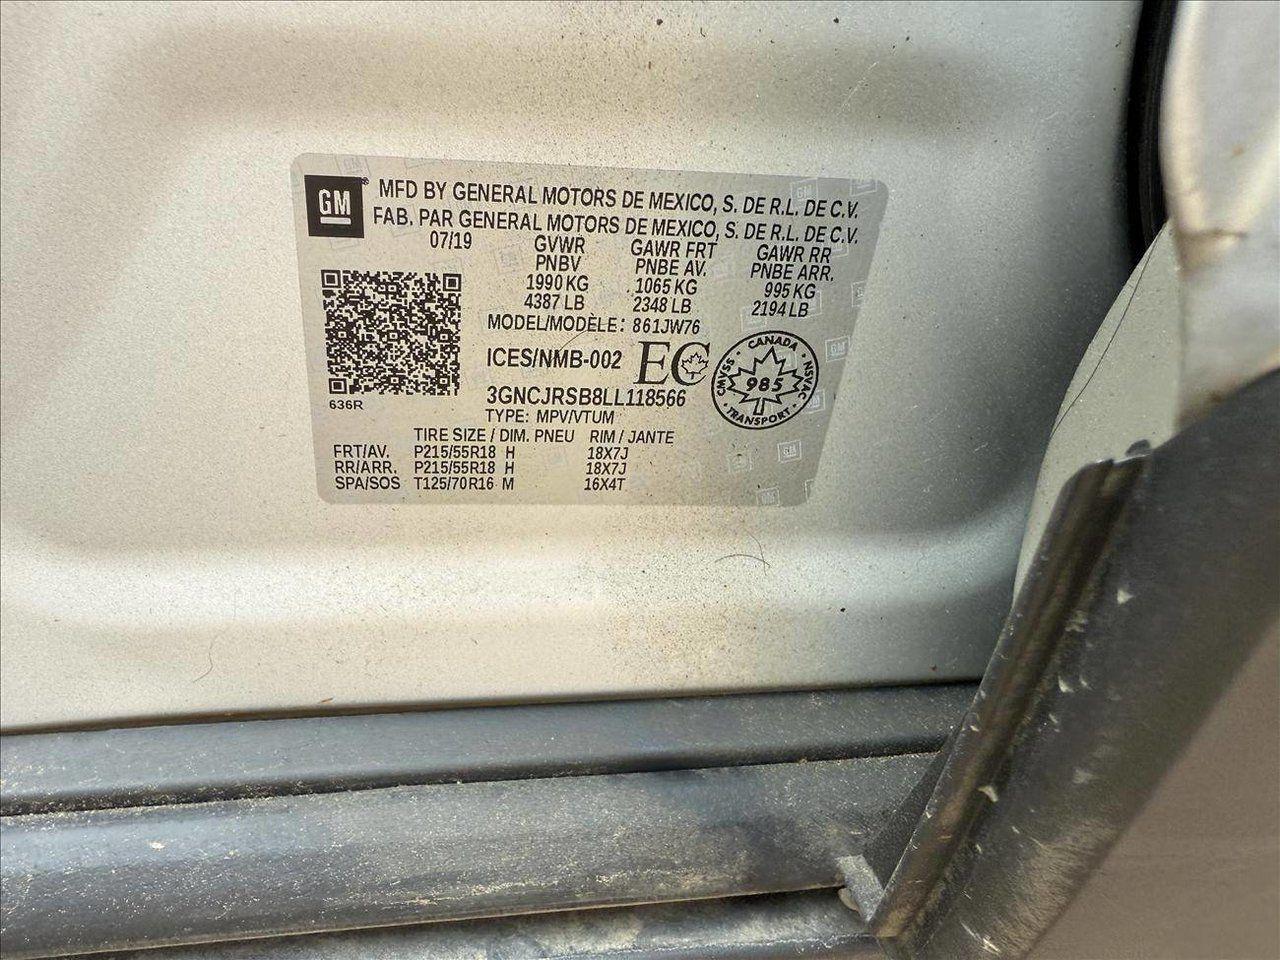 GM
MFD BY GENERAL MOTORS DE MEXICO, S. DE R.L. DE C.V.
FAB. PAR GENERAL MOTORS DE MEXICO, S. DE R.L. DE C.V.
07/19 GVWR GAWR FRT GAWR RR
PNBV PNBE AV. PNBE ARR.
1990 KG 1065 KG 995 KG
4387 LB 2348 LB 2194 LB
MODEL/MODÈLE: 861JW76
ICES/NMB-002 EC
CANADA
CMVSS 985 NSVAC
TRANSPORT
3GNCJRSB8LL118566
636R
TYPE: MPV/VTUM
TIRE SIZE / DIM. PNEU RIM / JANTE
FRT/AV. P215/55R18 H 18X7J
RR/ARR. P215/55R18 H 18X7J
SPA/SOS T125/70R16 M 16X4T